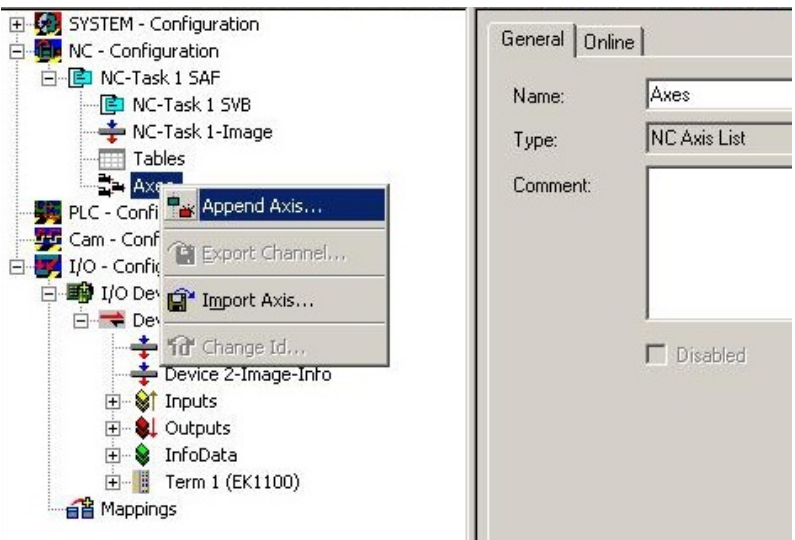 SYSTEM - Configuration
NC - Configuration
NC-Task 1 SAF
NC-Task 1 SVB
NC-Task 1-Image
Tables
Axes
PLC - Confi
Cam - Conf
I/O - Config
I/O Dev
Dev
Device 2-Image-Info
Inputs
Outputs
InfoData
Term 1 (EK1100)
Mappings
Append Axis...
Export Channel...
Import Axis...
Change Id...
General Online
Name: Axes
Type: NC Axis List
Comment:
Disabled